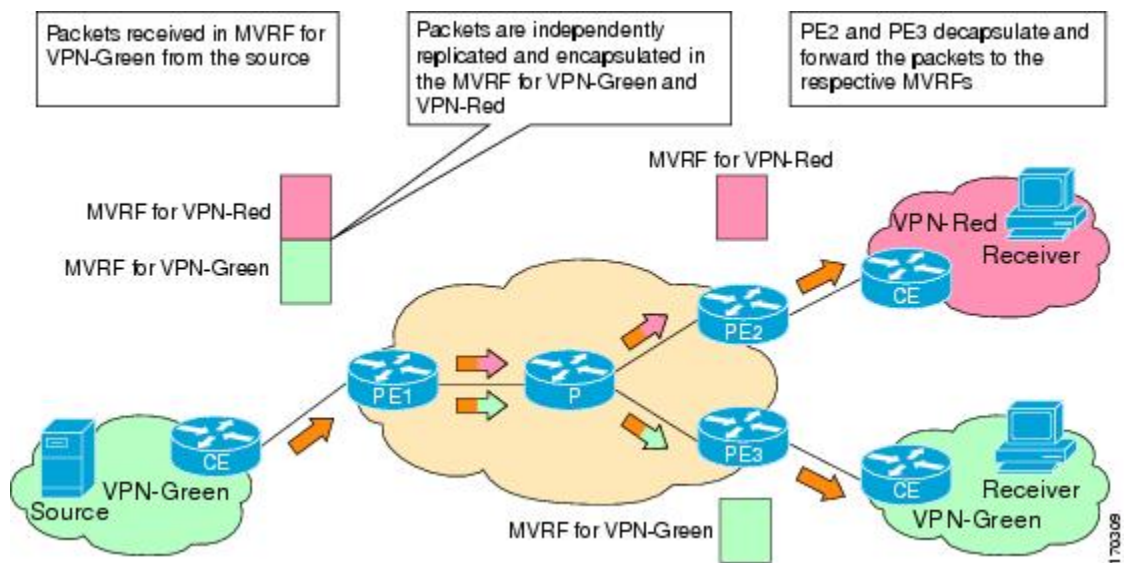 Packets received in MVRF for
VPN-Green from the source
Packets are independently
replicated and encapsulated in
the MVRF for VPN-Green and
VPN-Red
PE2 and PE3 decapsulate and
forward the packets to the
respective MVRFs
MVRF for VPN-Red
MVRF for VPN-Red
MVRF for VPN-Green
VPN-Red
Receiver
CE
PE2
PE1
P
PE3
CE
VPN-Green
Source
CE
Receiver
VPN-Green
MVRF for VPN-Green
170309